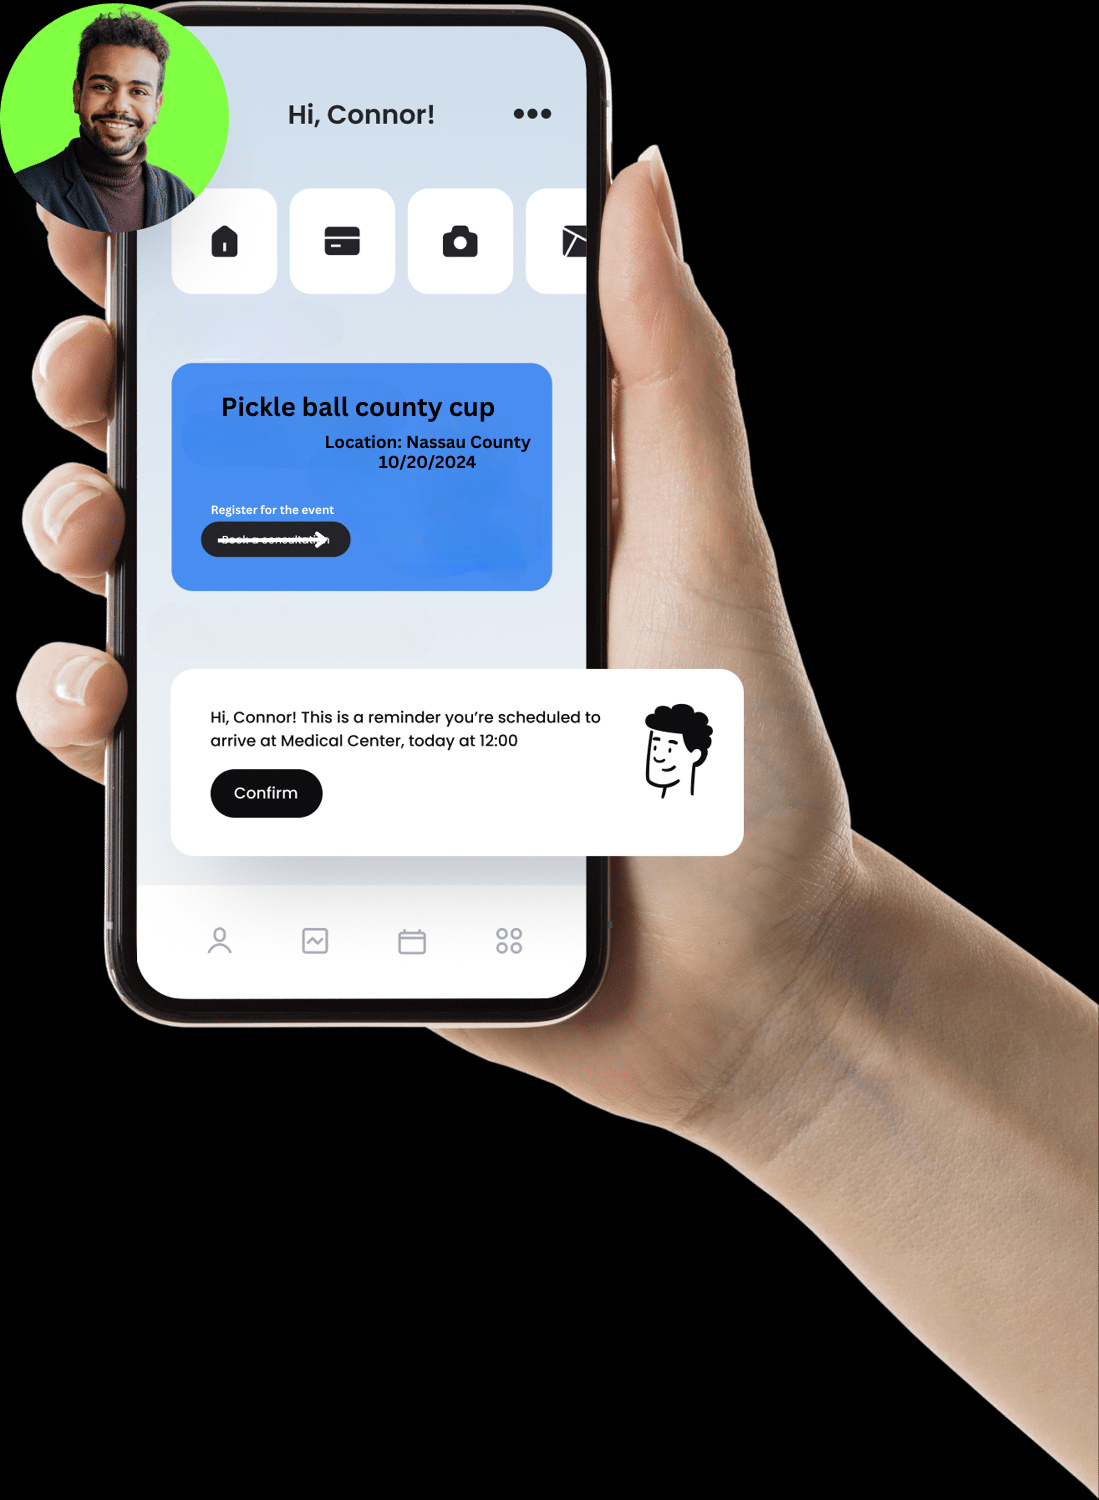 Hi, Connor!
Pickle ball county cup
Location: Nassau County
10/20/2024
Register for the event
Book a consultation
Hi, Connor! This is a reminder you’re scheduled to
arrive at Medical Center, today at 12:00
Confirm